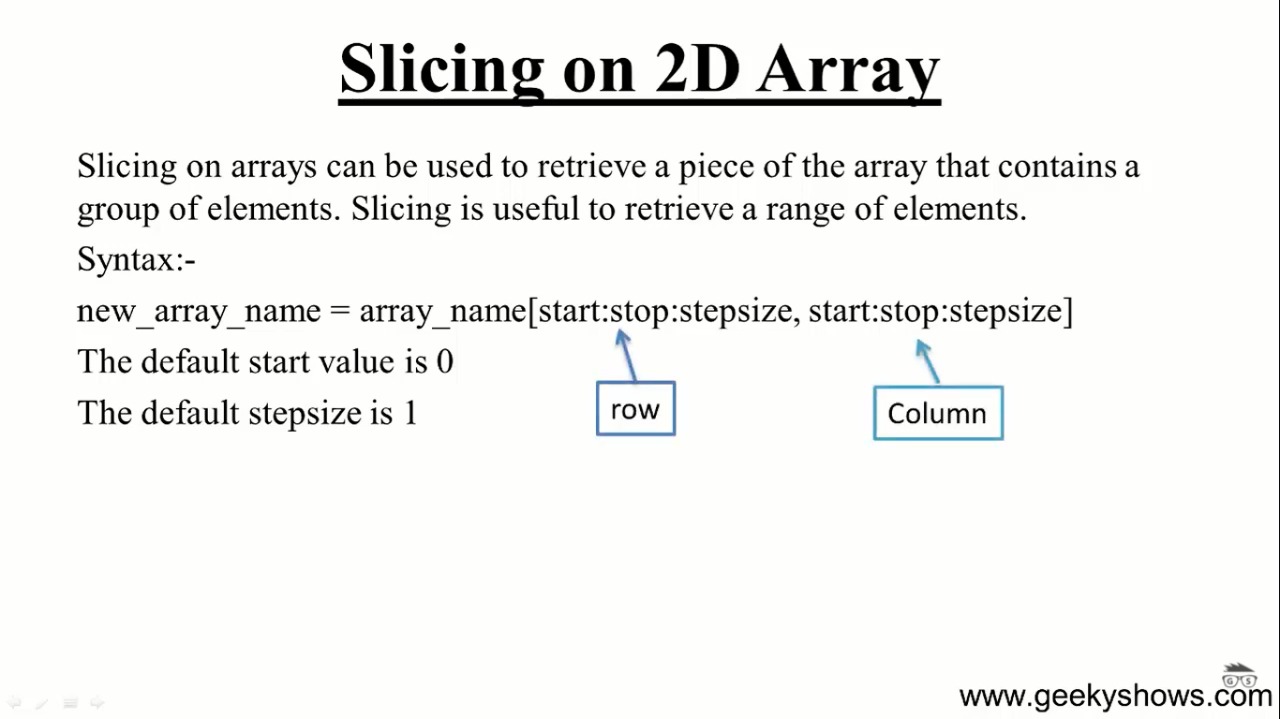 Slicing on 2D Array
Slicing on arrays can be used to retrieve a piece of the array that contains a
group of elements. Slicing is useful to retrieve a range of elements.
Syntax:-
new_array_name = array_name[start:stop:stepsize, start:stop:stepsize]
The default start value is 0
The default stepsize is 1
row
Column
G S
www.geekyshows.com